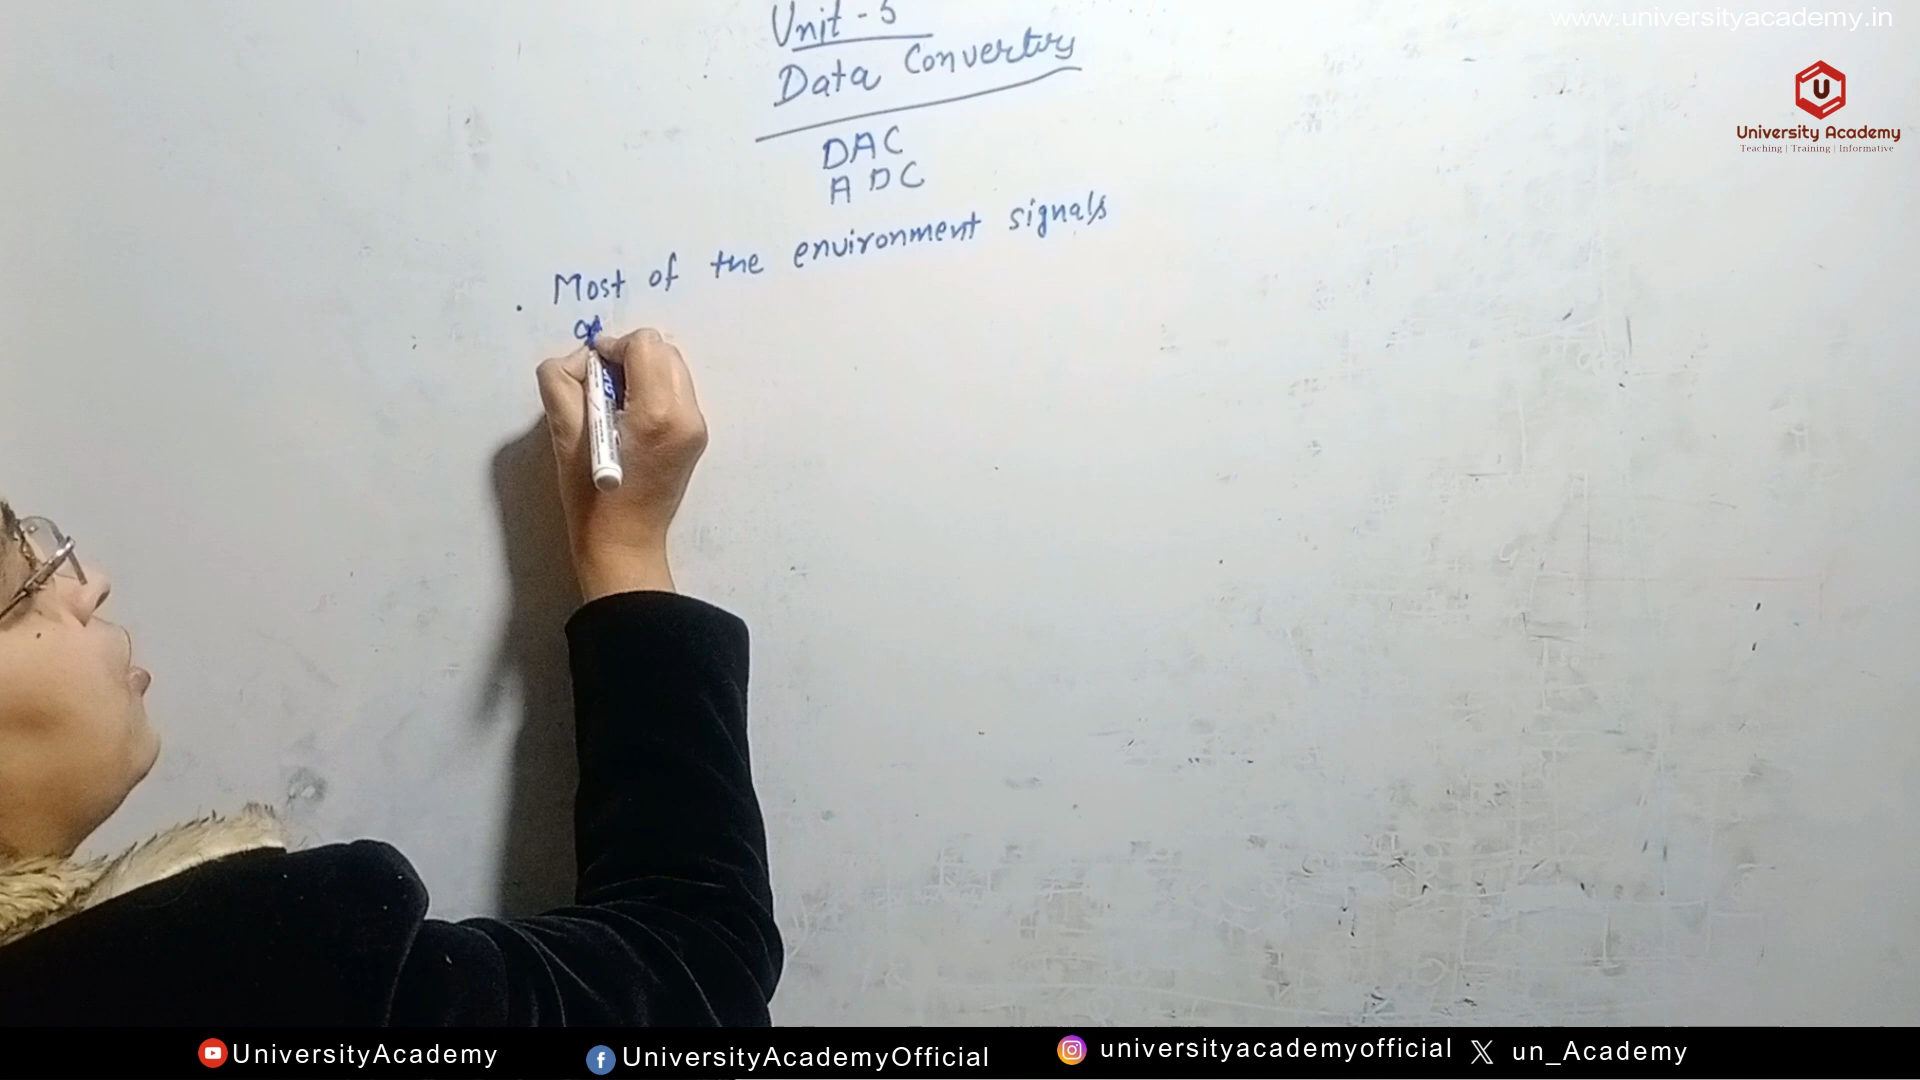 www.universityacademy.in
Unit - 5
Data Converters
DAC
ADC
. Most of the environment signals
U
University Academy
Teaching | Training | Informative
UniversityAcademy
UniversityAcademyOfficial
universityacademyofficial
un_Academy